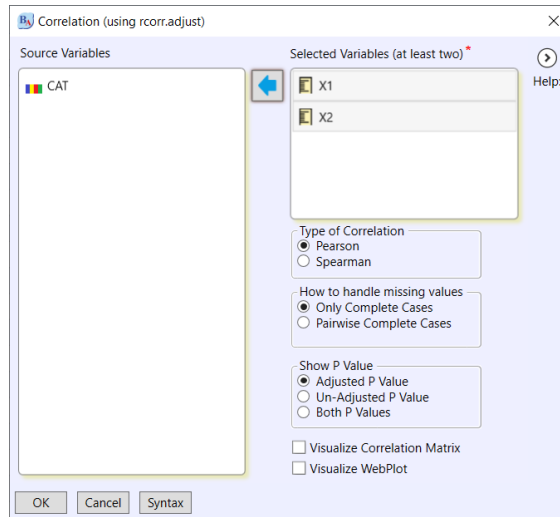 Correlation (using rcorr.adjust)
Source Variables
Selected Variables (at least two) *
CAT
X1
X2
Help:
Type of Correlation
Pearson
Spearman
How to handle missing values
Only Complete Cases
Pairwise Complete Cases
Show P Value
Adjusted P Value
Un-Adjusted P Value
Both P Values
Visualize Correlation Matrix
Visualize WebPlot
OK Cancel Syntax